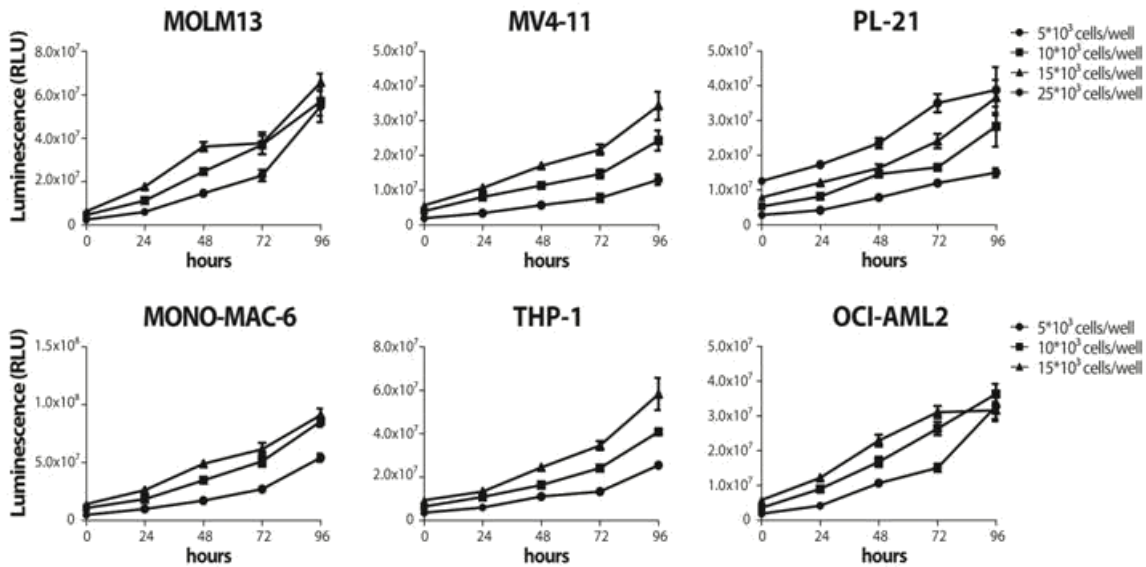 MOLM13
MV4-11
PL-21
Luminescence (RLU)
8.0x10⁷
6.0x10⁷
4.0x10⁷
2.0x10⁷
0
0 24 48 72 96
hours
5.0x10⁷
4.0x10⁷
3.0x10⁷
2.0x10⁷
1.0x10⁷
0
0 24 48 72 96
hours
5.0x10⁷
4.0x10⁷
3.0x10⁷
2.0x10⁷
1.0x10⁷
0
0 24 48 72 96
hours
5*10³ cells/well
10*10³ cells/well
15*10³ cells/well
25*10³ cells/well
MONO-MAC-6
THP-1
OCI-AML2
Luminescence (RLU)
1.5x10⁸
1.0x10⁸
5.0x10⁷
0
0 24 48 72 96
hours
8.0x10⁷
6.0x10⁷
4.0x10⁷
2.0x10⁷
0
0 24 48 72 96
hours
5.0x10⁷
4.0x10⁷
3.0x10⁷
2.0x10⁷
1.0x10⁷
0
0 24 48 72 96
hours
5*10³ cells/well
10*10³ cells/well
15*10³ cells/well